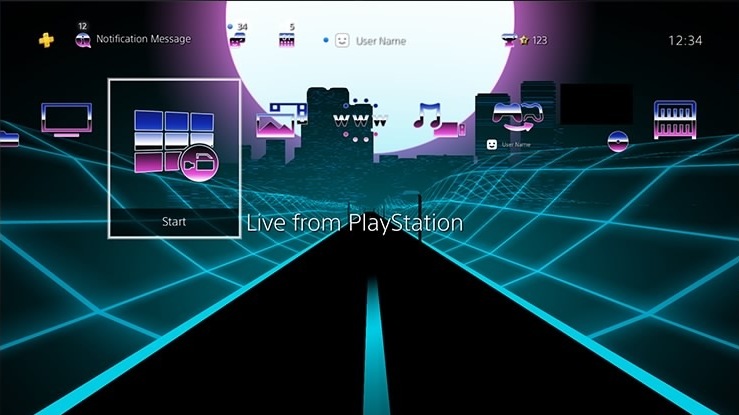 12
Notification Message
34
5
User Name
123
12:34
www
User Name
Start
Live from PlayStation